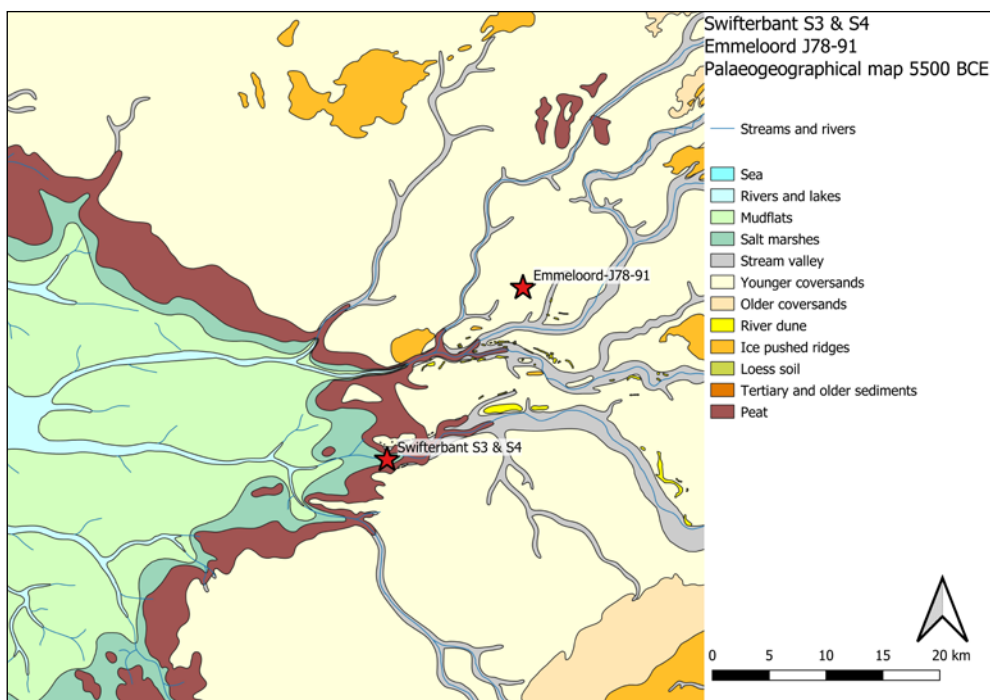 Swifterbant S3 & S4
Emmeloord J78-91
Palaeogeographical map 5500 BCE
Streams and rivers
Sea
Rivers and lakes
Mudflats
Salt marshes
Stream valley
Younger coversands
Older coversands
River dune
Ice pushed ridges
Loess soil
Tertiary and older sediments
Peat
Emmeloord-J78-91
Swifterbant S3 & S4
0 5 10 15 20 km